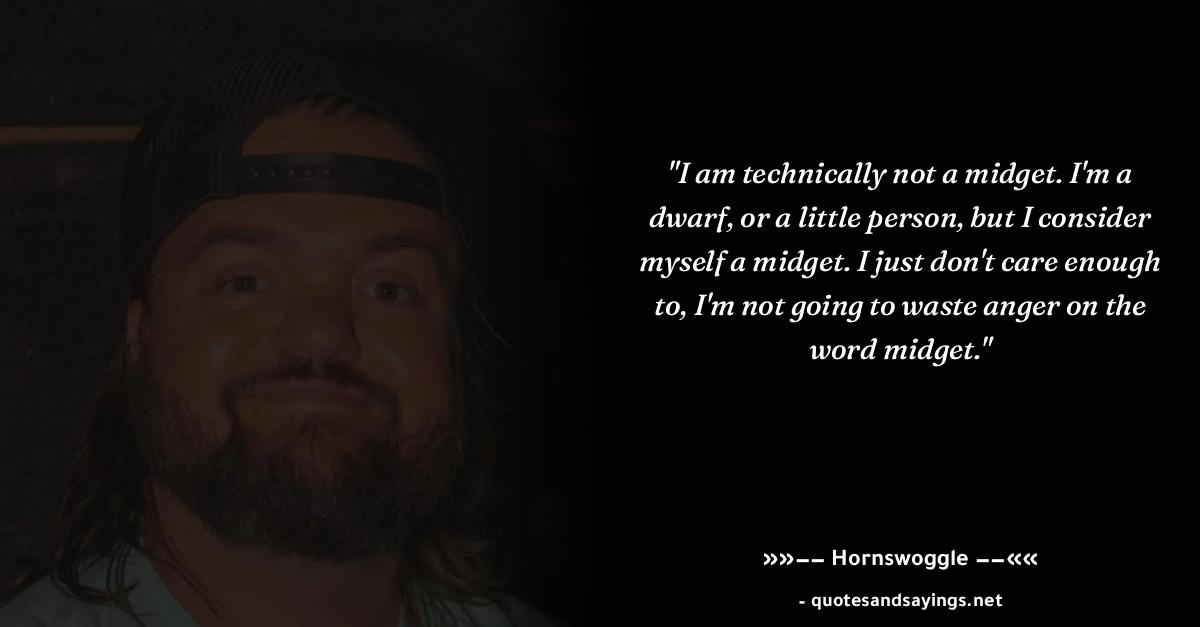 "I am technically not a midget. I'm a
dwarf, or a little person, but I consider
myself a midget. I just don't care enough
to, I'm not going to waste anger on the
word midget."
»»−− Hornswoggle −−««
- quotesandsayings.net